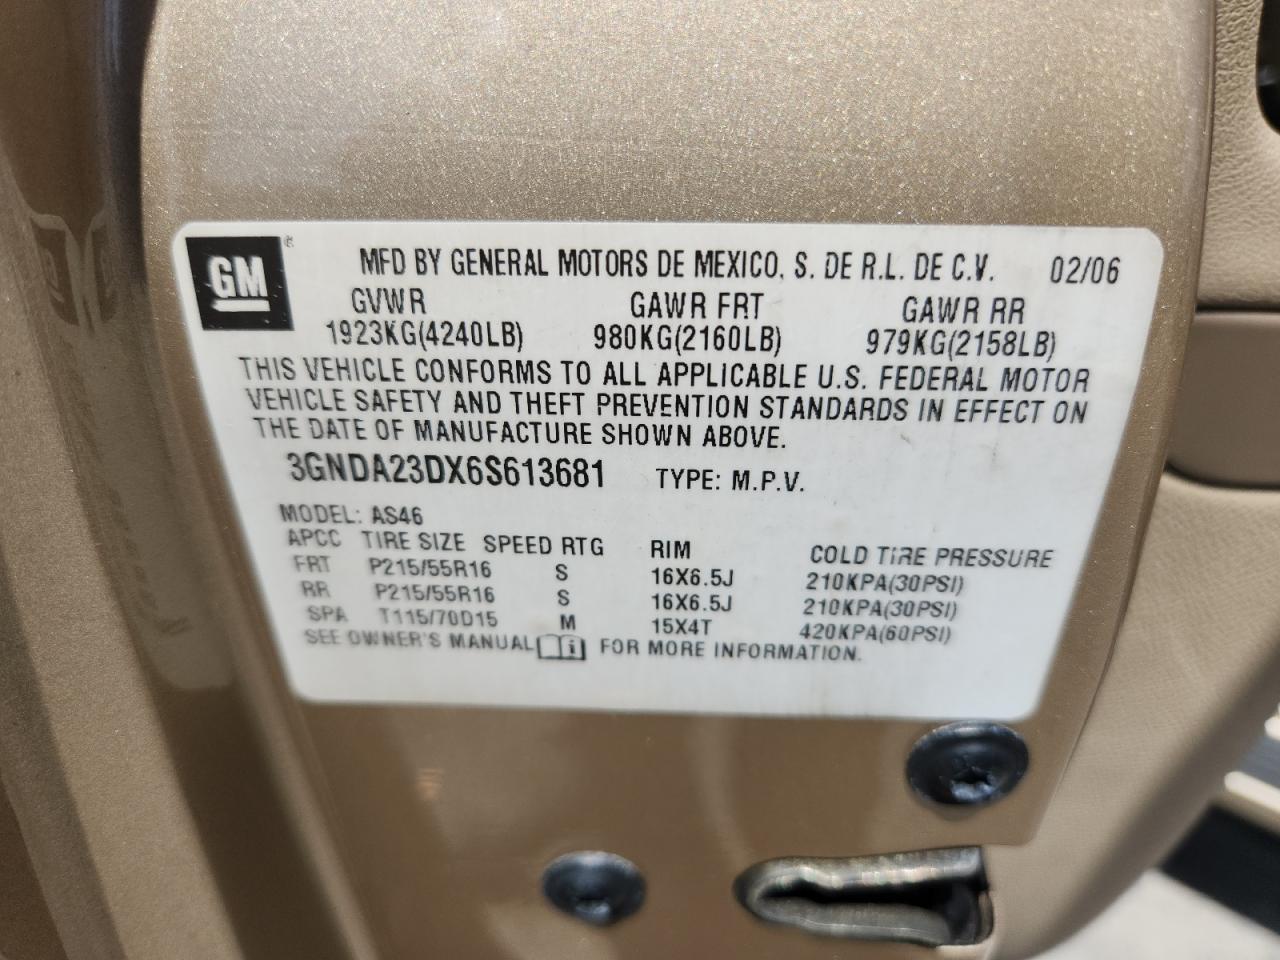 GM®
MFD BY GENERAL MOTORS DE MEXICO, S. DE R.L. DE C.V. 02/06
GVWR GAWR FRT GAWR RR
1923KG(4240LB) 980KG(2160LB) 979KG(2158LB)
THIS VEHICLE CONFORMS TO ALL APPLICABLE U.S. FEDERAL MOTOR
VEHICLE SAFETY AND THEFT PREVENTION STANDARDS IN EFFECT ON
THE DATE OF MANUFACTURE SHOWN ABOVE.
3GNDA23DX6S613681 TYPE: M.P.V.
MODEL: AS46
APCC TIRE SIZE SPEED RTG RIM COLD TIRE PRESSURE
FRT P215/55R16 S 16X6.5J 210KPA(30PSI)
RR P215/55R16 S 16X6.5J 210KPA(30PSI)
SPA T115/70D15 M 15X4T 420KPA(60PSI)
SEE OWNER'S MANUAL i FOR MORE INFORMATION.